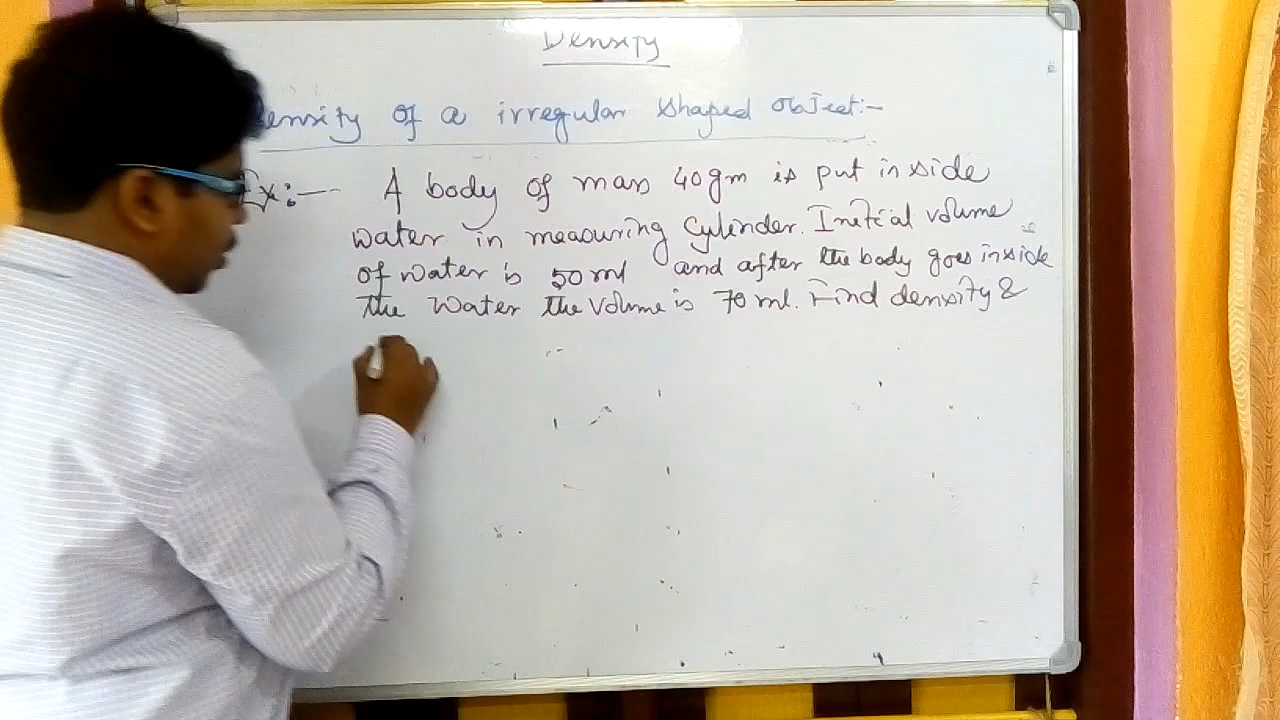 Density
ensity of a irregular shaped object:-
Ex:- A body of mass 40gm is put inside
water in measuring Cylinder. Initial volume
of water is 50 ml and after the body goes inside
the Water the volume is 70 ml. Find density &